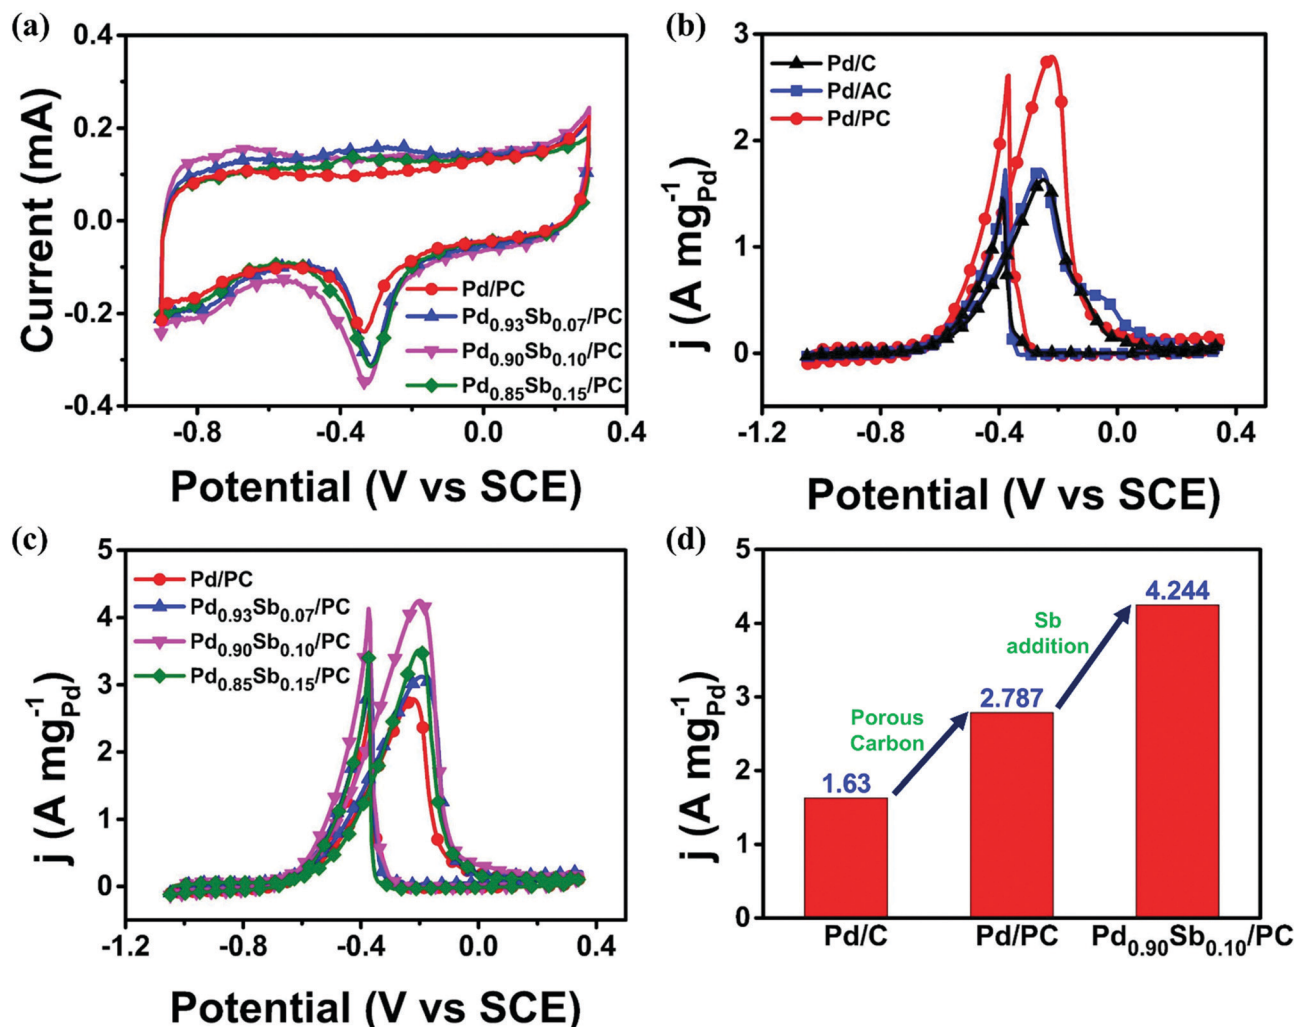 (a)
0.4
0.2
0.0
-0.2
-0.4
Current (mA)
Pd/PC
Pd0.93Sb0.07/PC
Pd0.90Sb0.10/PC
Pd0.85Sb0.15/PC
-0.8
-0.4
0.0
0.4
Potential (V vs SCE)
(b)
3
2
1
0
j (A mg-1Pd)
Pd/C
Pd/AC
Pd/PC
-1.2
-0.8
-0.4
0.0
0.4
Potential (V vs SCE)
(c)
5
4
3
2
1
0
j (A mg-1Pd)
Pd/PC
Pd0.93Sb0.07/PC
Pd0.90Sb0.10/PC
Pd0.85Sb0.15/PC
-1.2
-0.8
-0.4
0.0
0.4
Potential (V vs SCE)
(d)
5
4
3
2
1
0
j (A mg-1Pd)
4.244
Sb
addition
2.787
Porous
Carbon
1.63
Pd/C
Pd/PC
Pd0.90Sb0.10/PC